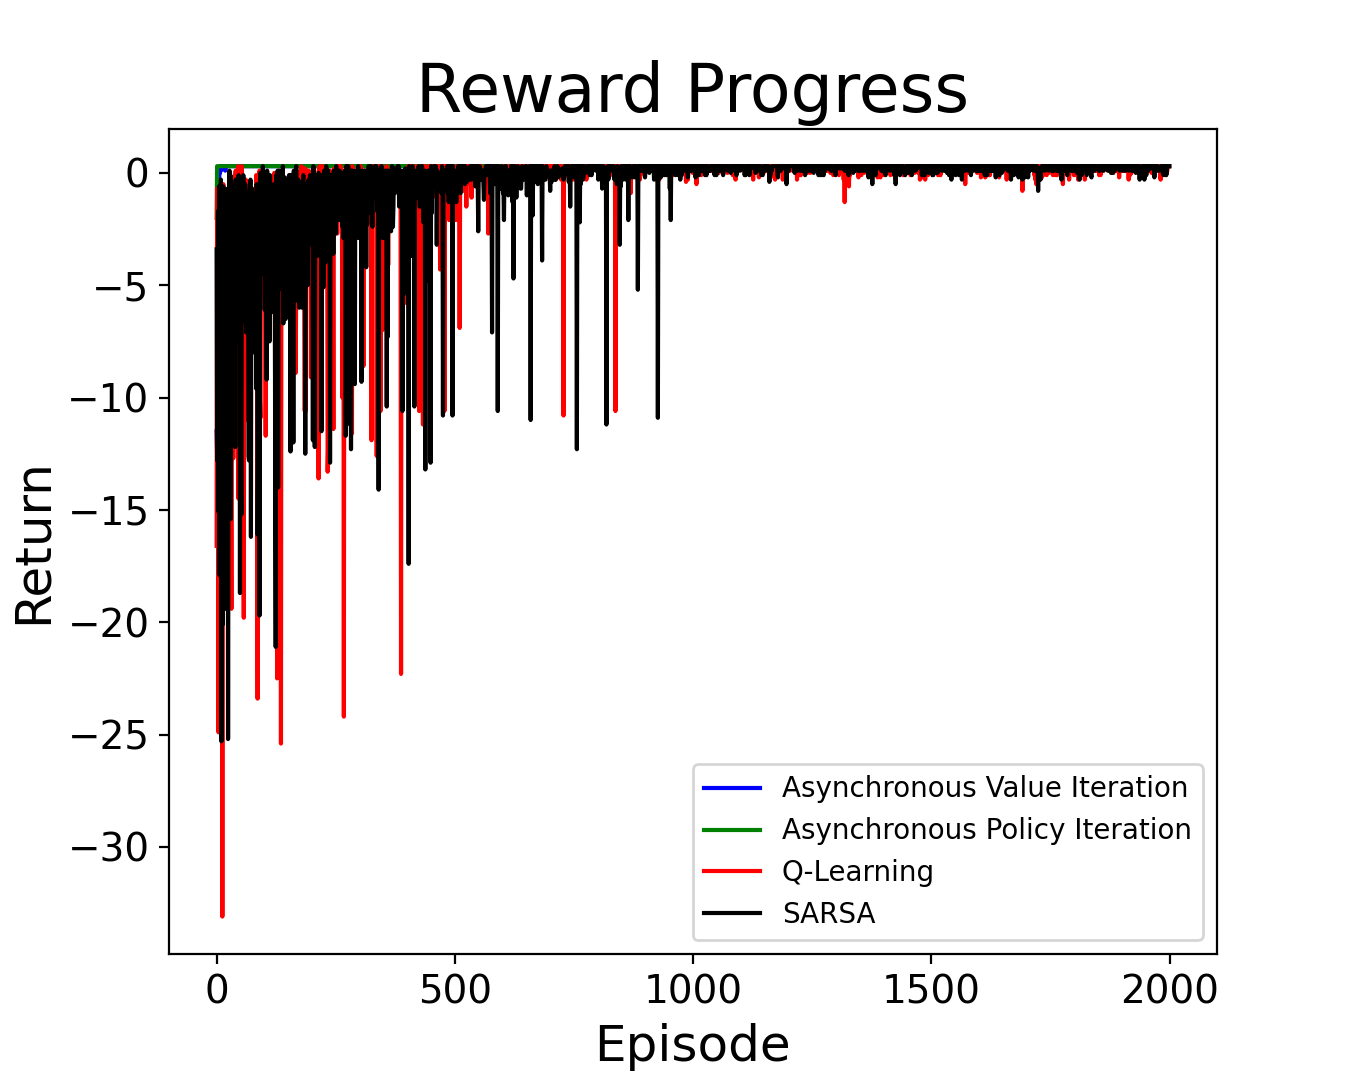 Reward Progress
Return
0
−5
−10
−15
−20
−25
−30
Asynchronous Value Iteration
Asynchronous Policy Iteration
Q-Learning
SARSA
0 500 1000 1500 2000
Episode